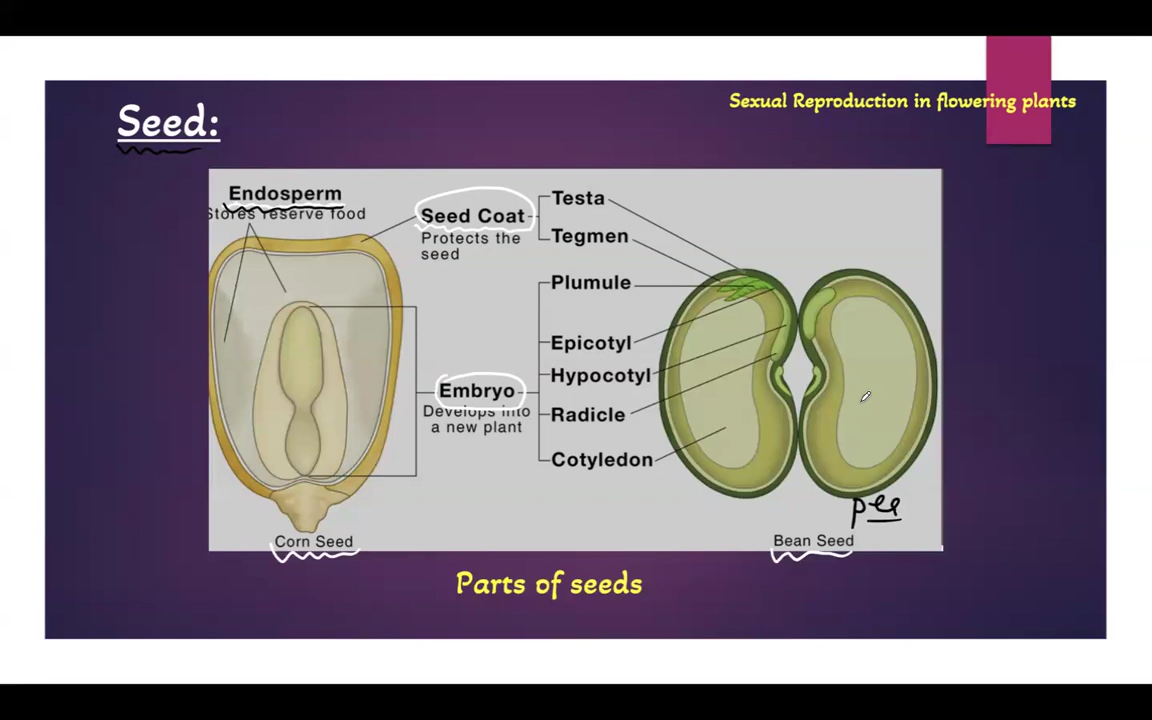 Sexual Reproduction in flowering plants
Seed:
Endosperm
Stores reserve food
Seed Coat
Protects the
seed
Testa
Tegmen
Plumule
Epicotyl
Hypocotyl
Embryo
Develops into
a new plant
Radicle
Cotyledon
pea
Corn Seed
Bean Seed
Parts of seeds